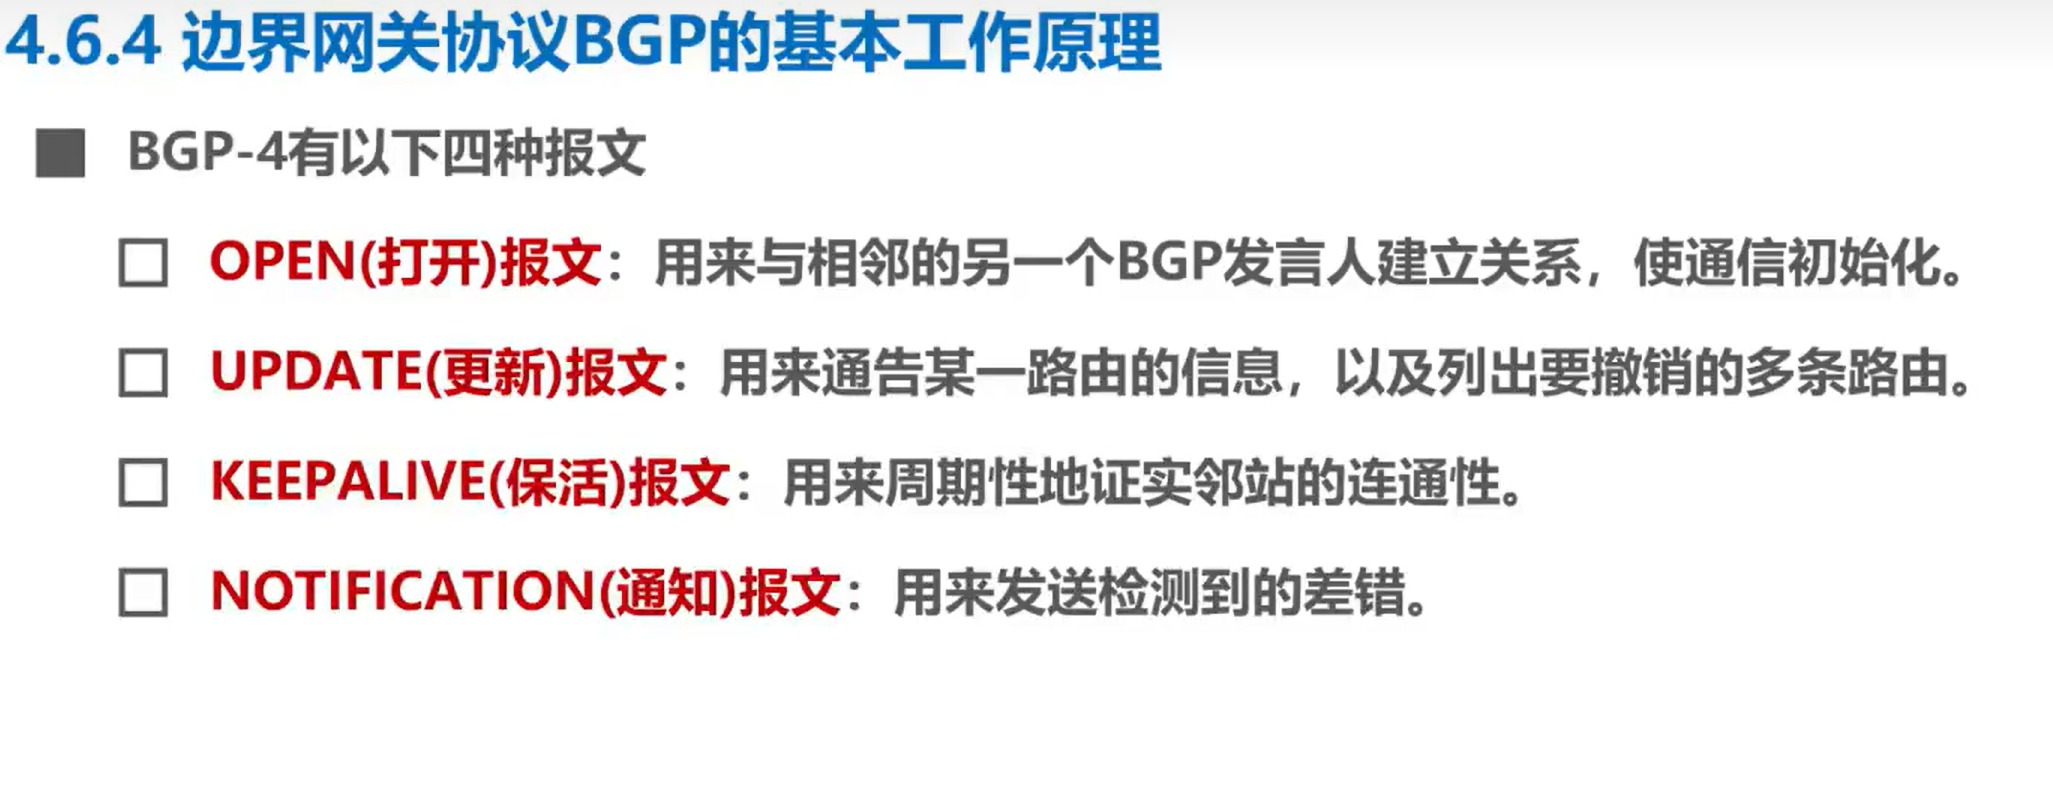 4.6.4 边界网关协议BGP的基本工作原理
BGP-4有以下四种报文
OPEN(打开)报文：用来与相邻的另一个BGP发言人建立关系，使通信初始化。
UPDATE(更新)报文：用来通告某一路由的信息，以及列出要撤销的多条路由。
KEEPALIVE(保活)报文：用来周期性地证实邻站的连通性。
NOTIFICATION(通知)报文：用来发送检测到的差错。